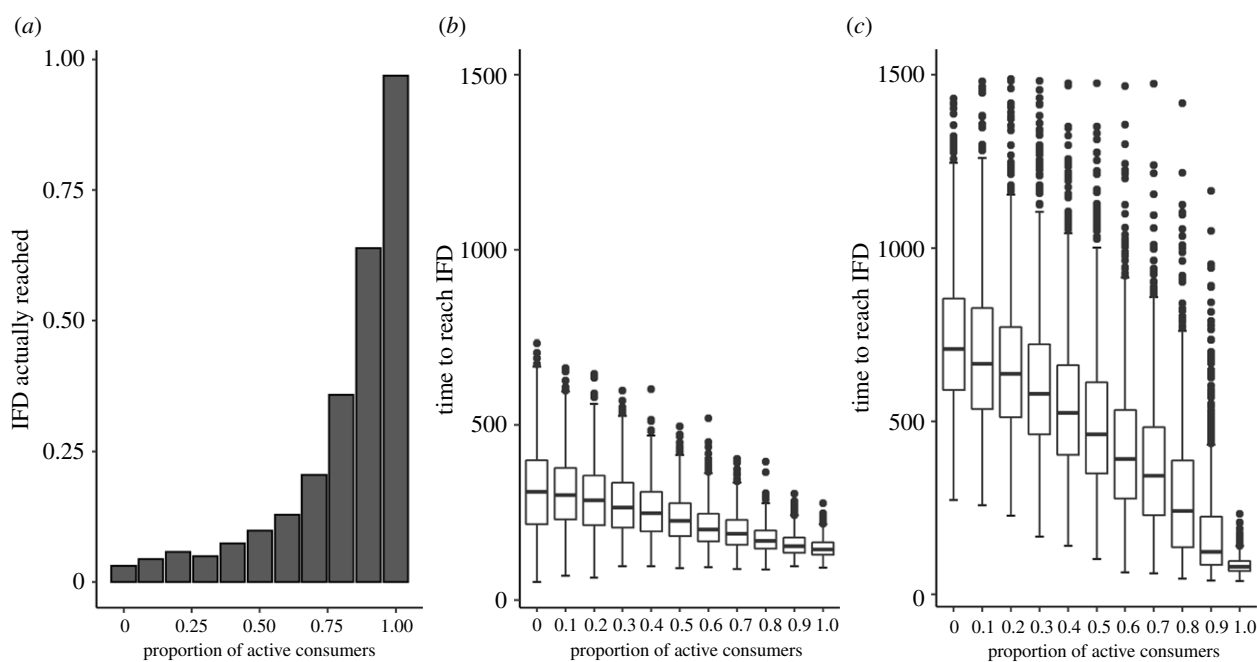 (a)
IFD actually reached
1.00
0.75
0.50
0.25
0
0 0.25 0.50 0.75 1.00
proportion of active consumers
(b)
time to reach IFD
1500
1000
500
0
0 0.1 0.2 0.3 0.4 0.5 0.6 0.7 0.8 0.9 1.0
proportion of active consumers
(c)
time to reach IFD
1500
1000
500
0
0 0.1 0.2 0.3 0.4 0.5 0.6 0.7 0.8 0.9 1.0
proportion of active consumers